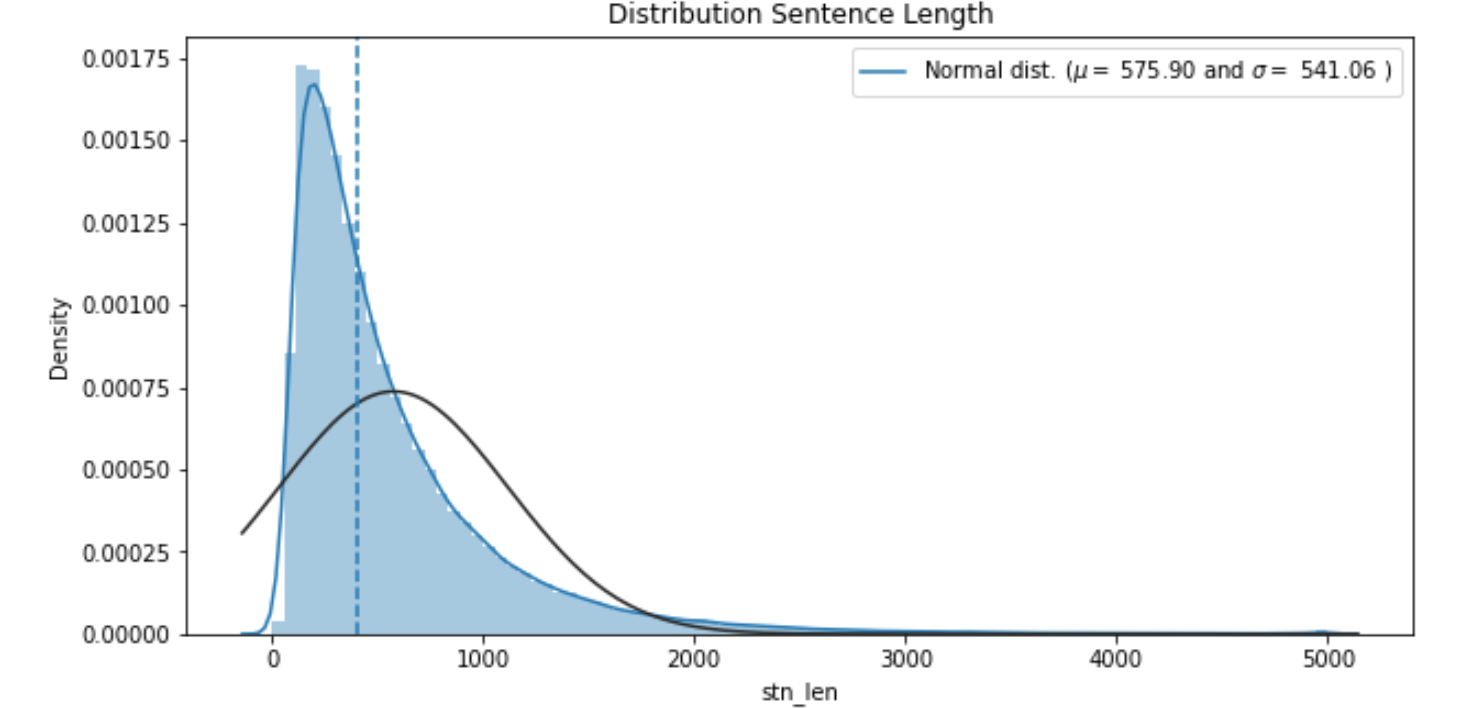 Distribution Sentence Length
Normal dist. (μ= 575.90 and σ= 541.06 )
0.00175
0.00150
0.00125
0.00100
0.00075
0.00050
0.00025
0.00000
Density
0 1000 2000 3000 4000 5000
stn_len